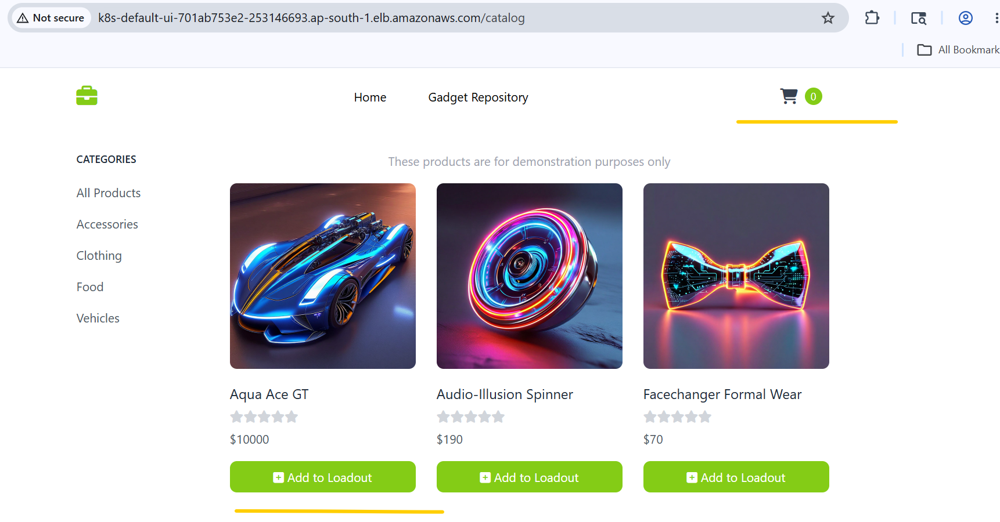 Not secure k8s-default-ui-701ab753e2-253146693.ap-south-1.elb.amazonaws.com/catalog
All Bookmark
Home Gadget Repository 0
CATEGORIES
All Products
Accessories
Clothing
Food
Vehicles
These products are for demonstration purposes only
Aqua Ace GT
$10000
Add to Loadout
Audio-Illusion Spinner
$190
Add to Loadout
Facechanger Formal Wear
$70
Add to Loadout